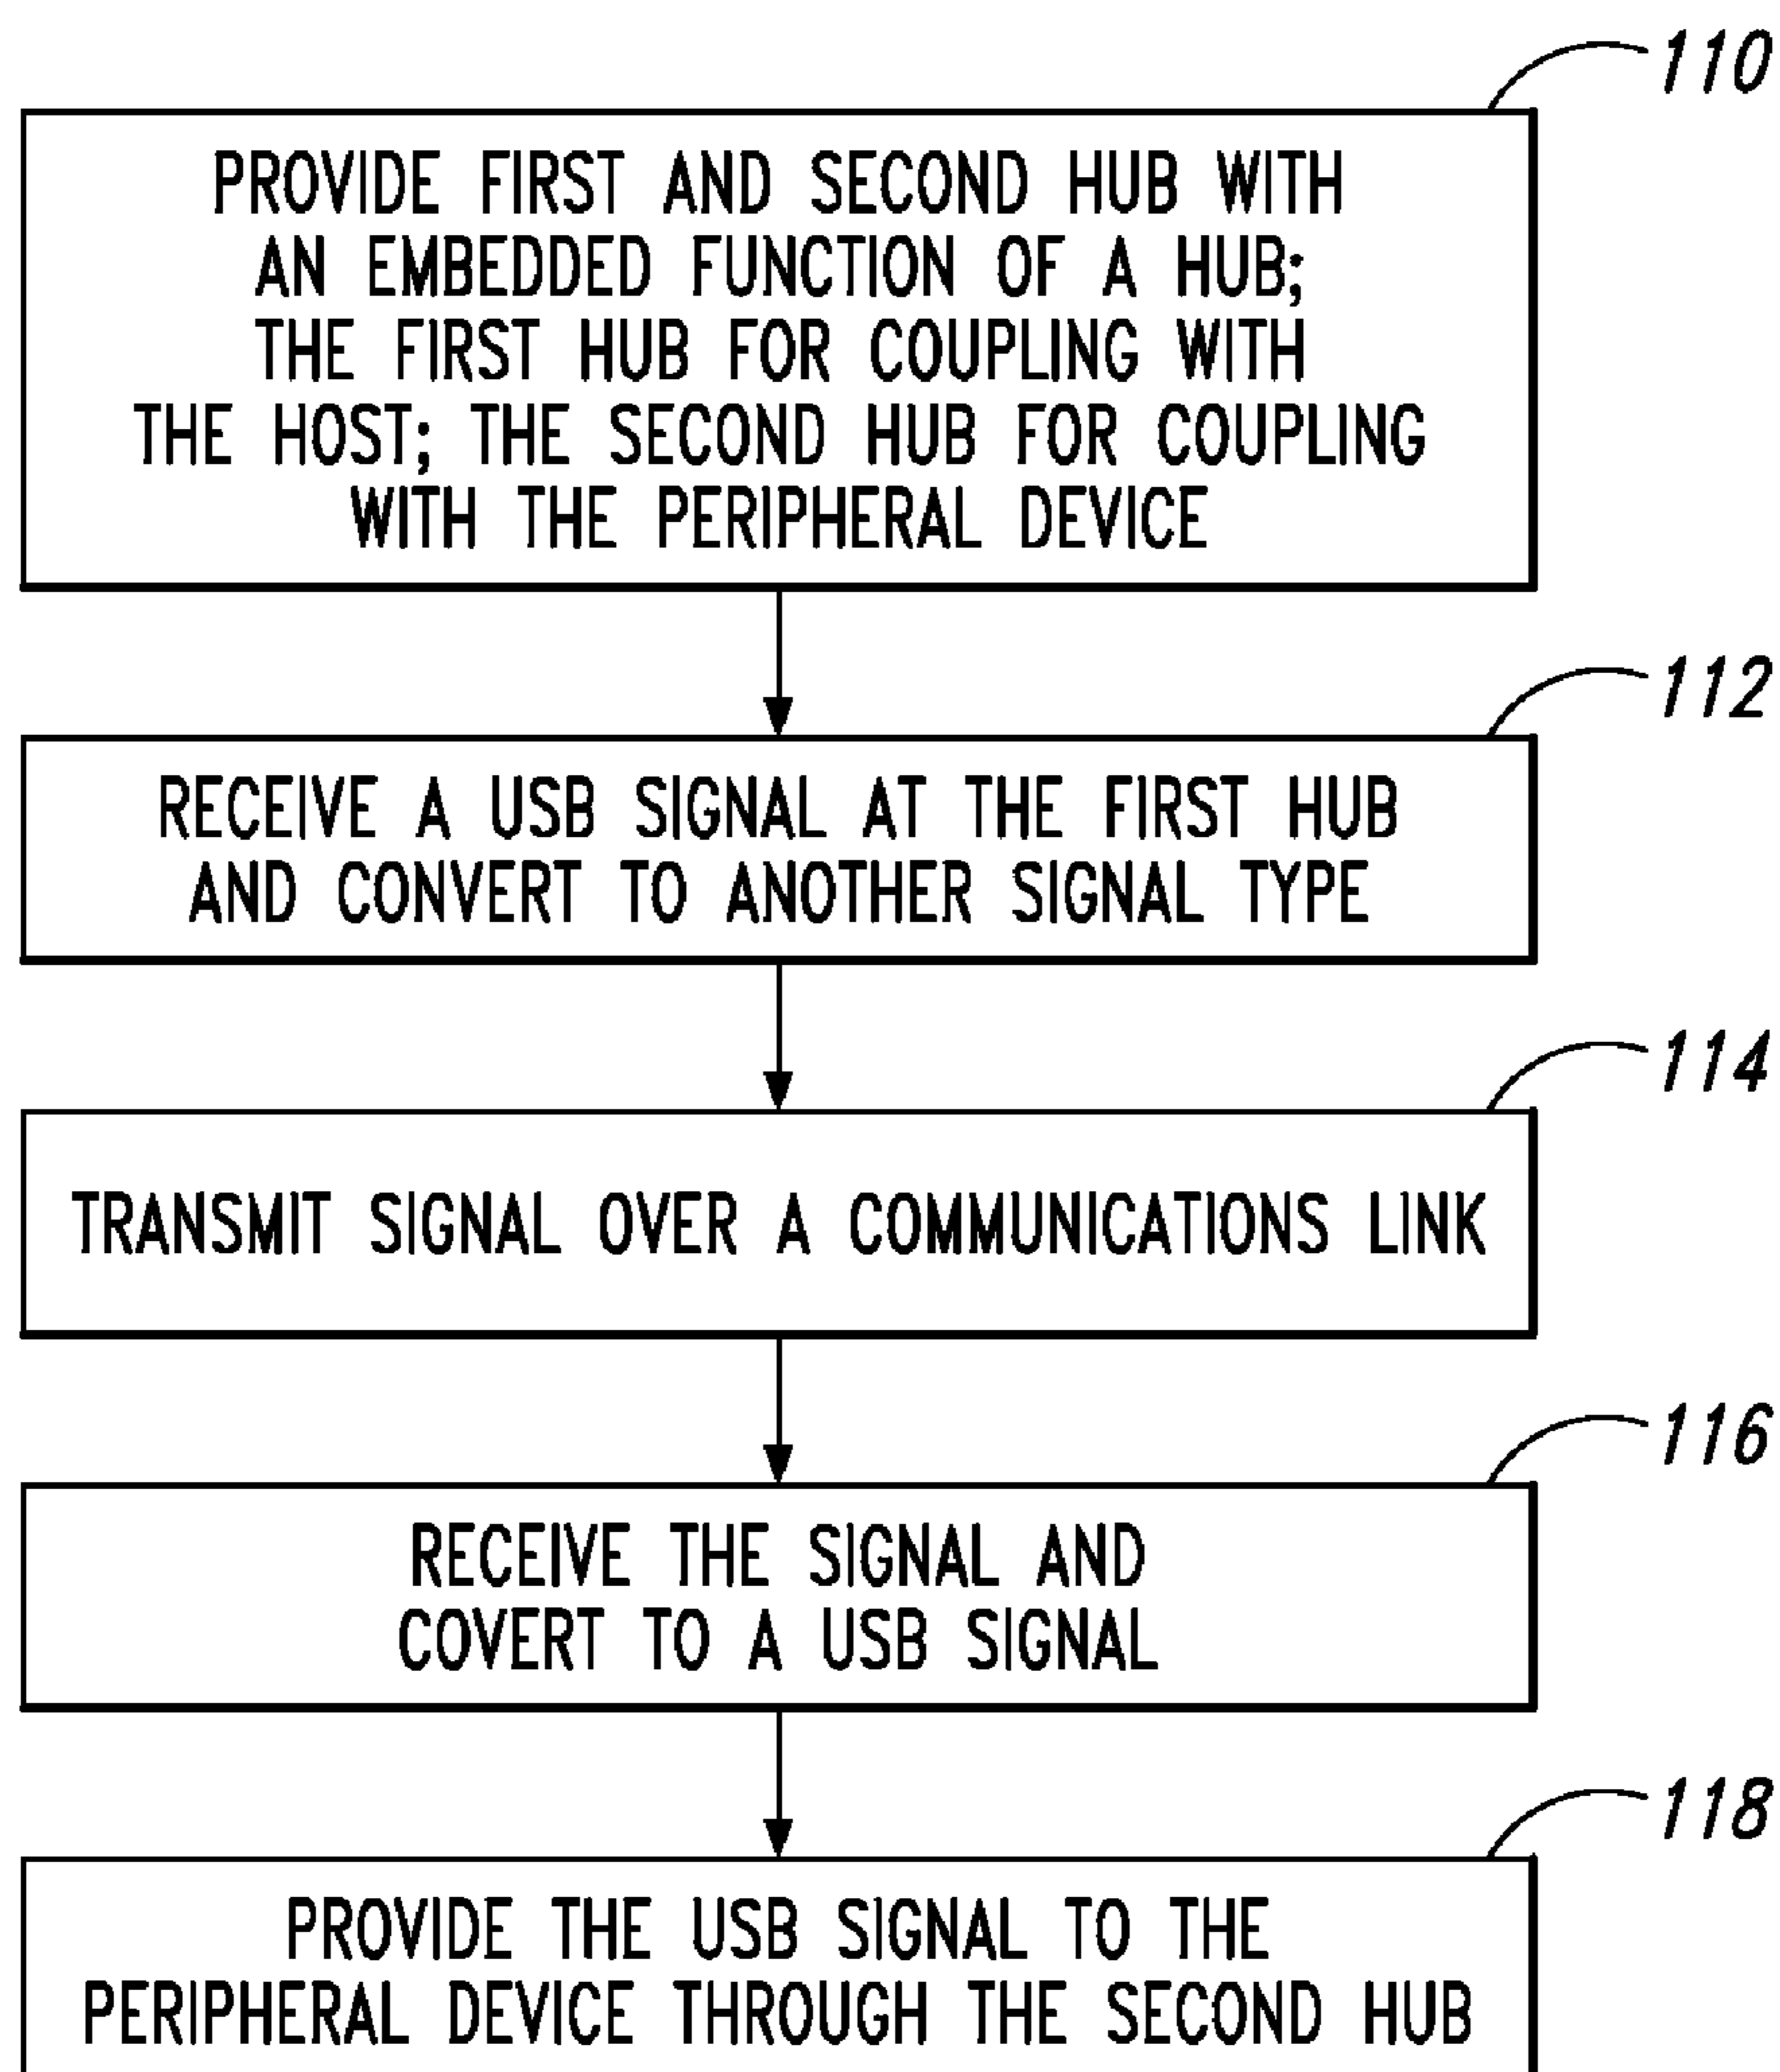 110
PROVIDE FIRST AND SECOND HUB WITH
AN EMBEDDED FUNCTION OF A HUB;
THE FIRST HUB FOR COUPLING WITH
THE HOST; THE SECOND HUB FOR COUPLING
WITH THE PERIPHERAL DEVICE
112
RECEIVE A USB SIGNAL AT THE FIRST HUB
AND CONVERT TO ANOTHER SIGNAL TYPE
114
TRANSMIT SIGNAL OVER A COMMUNICATIONS LINK
116
RECEIVE THE SIGNAL AND
COVERT TO A USB SIGNAL
118
PROVIDE THE USB SIGNAL TO THE
PERIPHERAL DEVICE THROUGH THE SECOND HUB